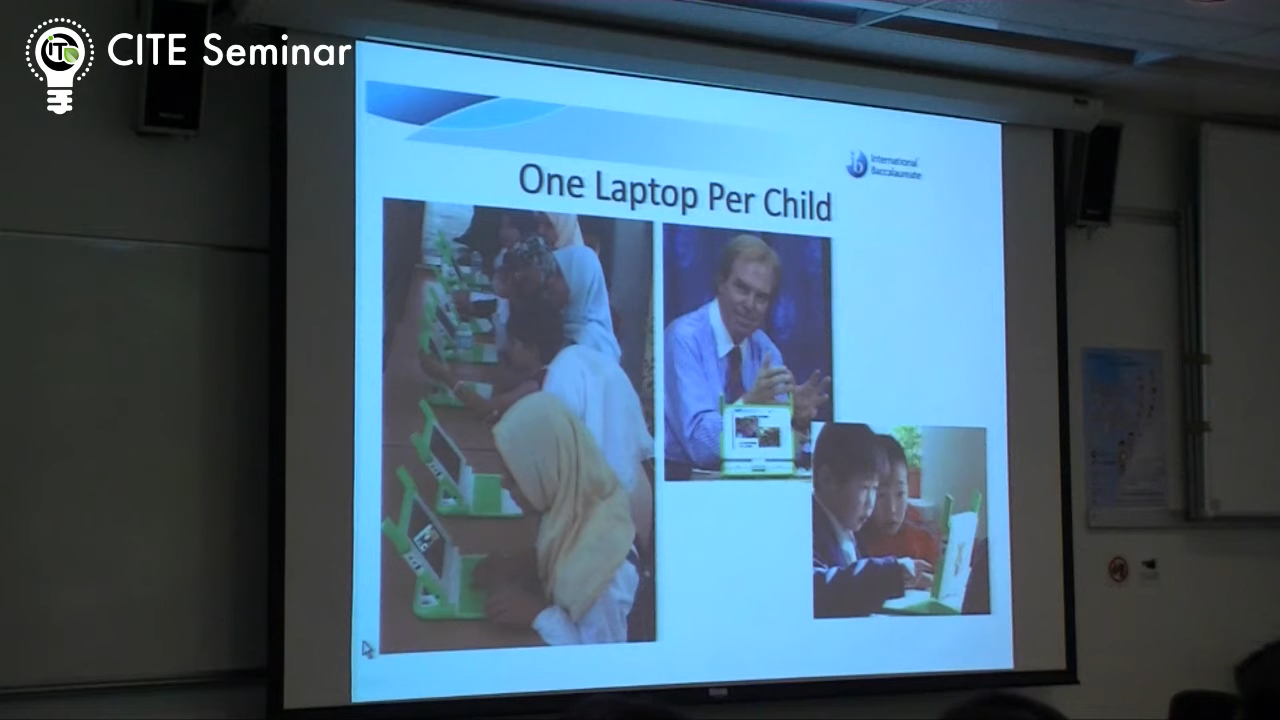 CITE Seminar
International
Baccalaureate
One Laptop Per Child